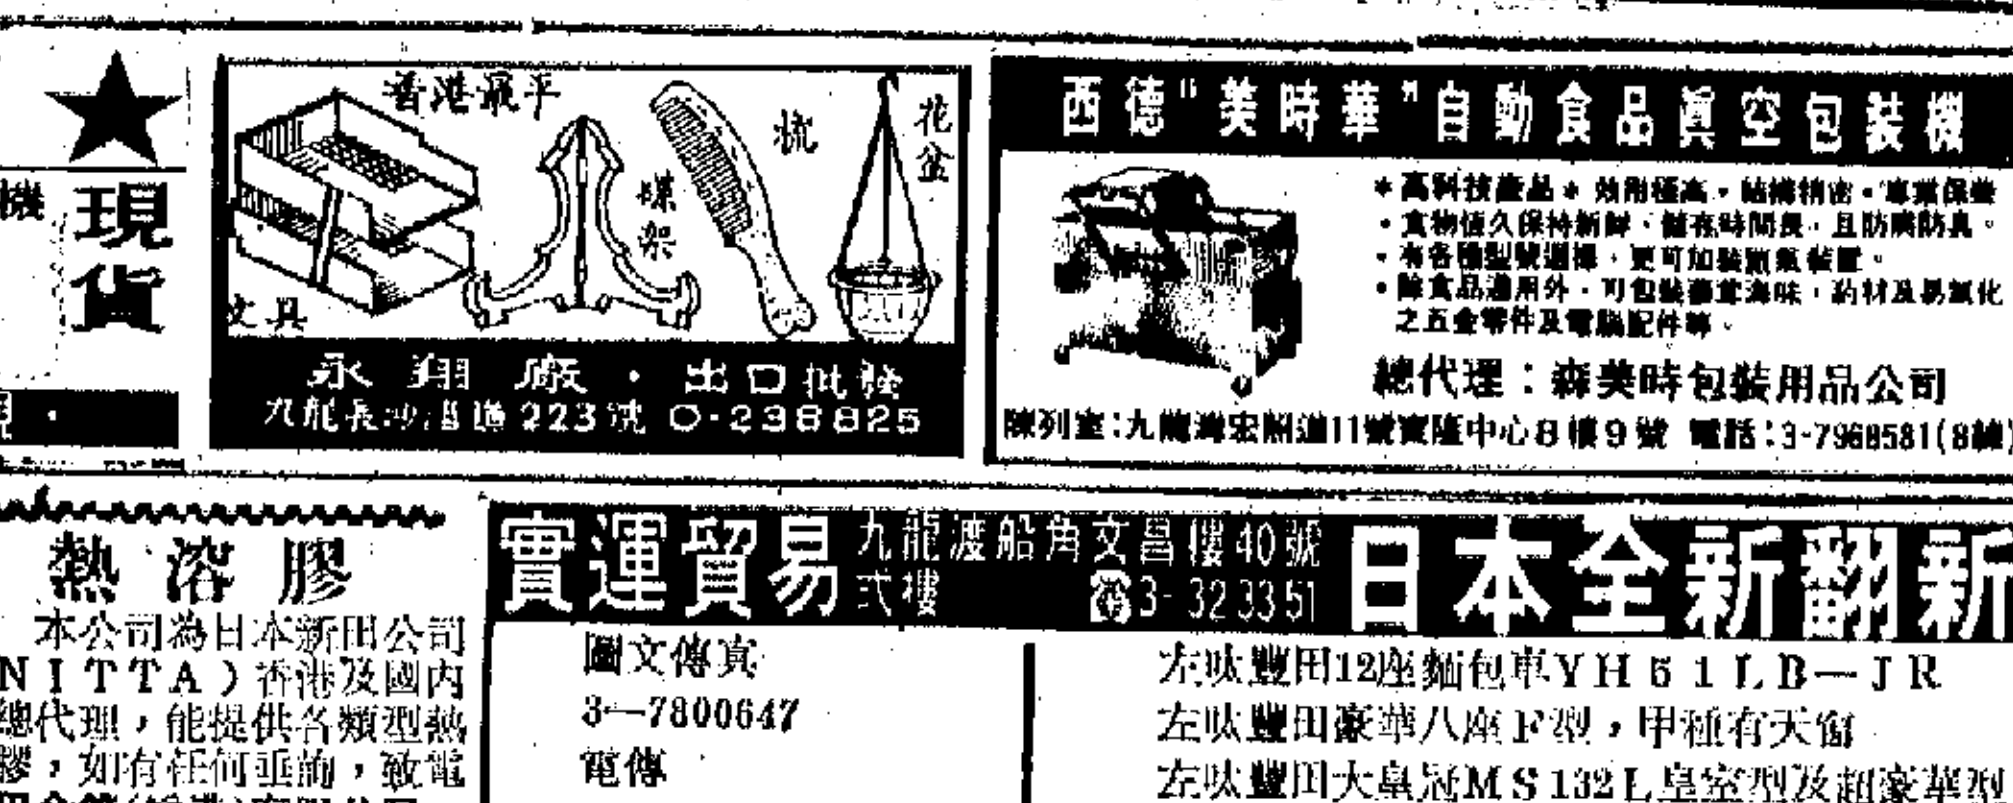 機
現
貨
香港最平
文具
碟架
梳
花盆
永翔廠・出口批發
九龍長沙灣道223號 0-238825
西德“美時華”自動食品真空包裝機
＊高科技產品＊效用極高・結構精密・專業保養
・食物恆久保持新鮮・儲存時間長・且防腐防臭。
・有各種型號選擇・更可加裝
・除食品適用外・可包裝海味・葯材及易氧化
之五金零件及電腦配件等。
總代理：森美時包裝用品公司
陳列室：九龍灣宏照道11號寶隆中心8樓9號 電話：3-7968581(8線)
熱溶膠
本公司為日本新田公司
NITTA）香港及國內
總代理，能提供各類型熱
膠，如有任何垂詢，致電
實運貿易 九龍渡船角文昌樓40號
弍樓 ☎3-323351
日本全新翻新
圖文傳真
3—7800647
電傳
左呔豐田12座麵包車YH61LB—JR
左呔豐田豪華八座F型，甲種有天窗
左呔豐田大皇冠MS132L皇室型及超豪華型